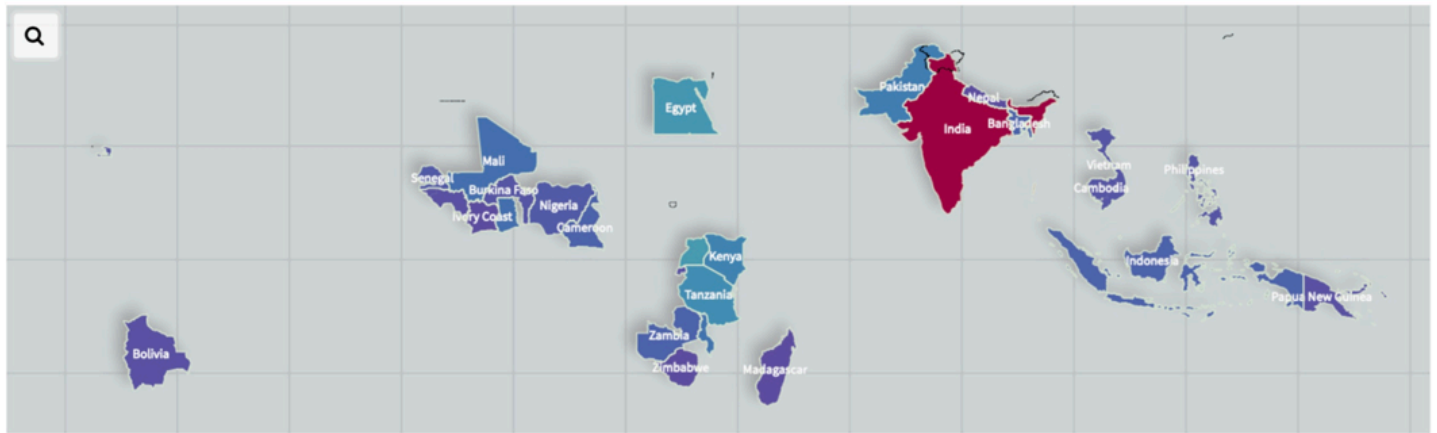 Pakistan
Egypt
Nepal
Bangladesh
India
Mali
Vietnam
Philippines
Senegal
Burkina Faso
Cambodia
Nigeria
Ivory Coast
Cameroon
Kenya
Indonesia
Tanzania
Papua New Guinea
Zambia
Bolivia
Zimbabwe
Madagascar